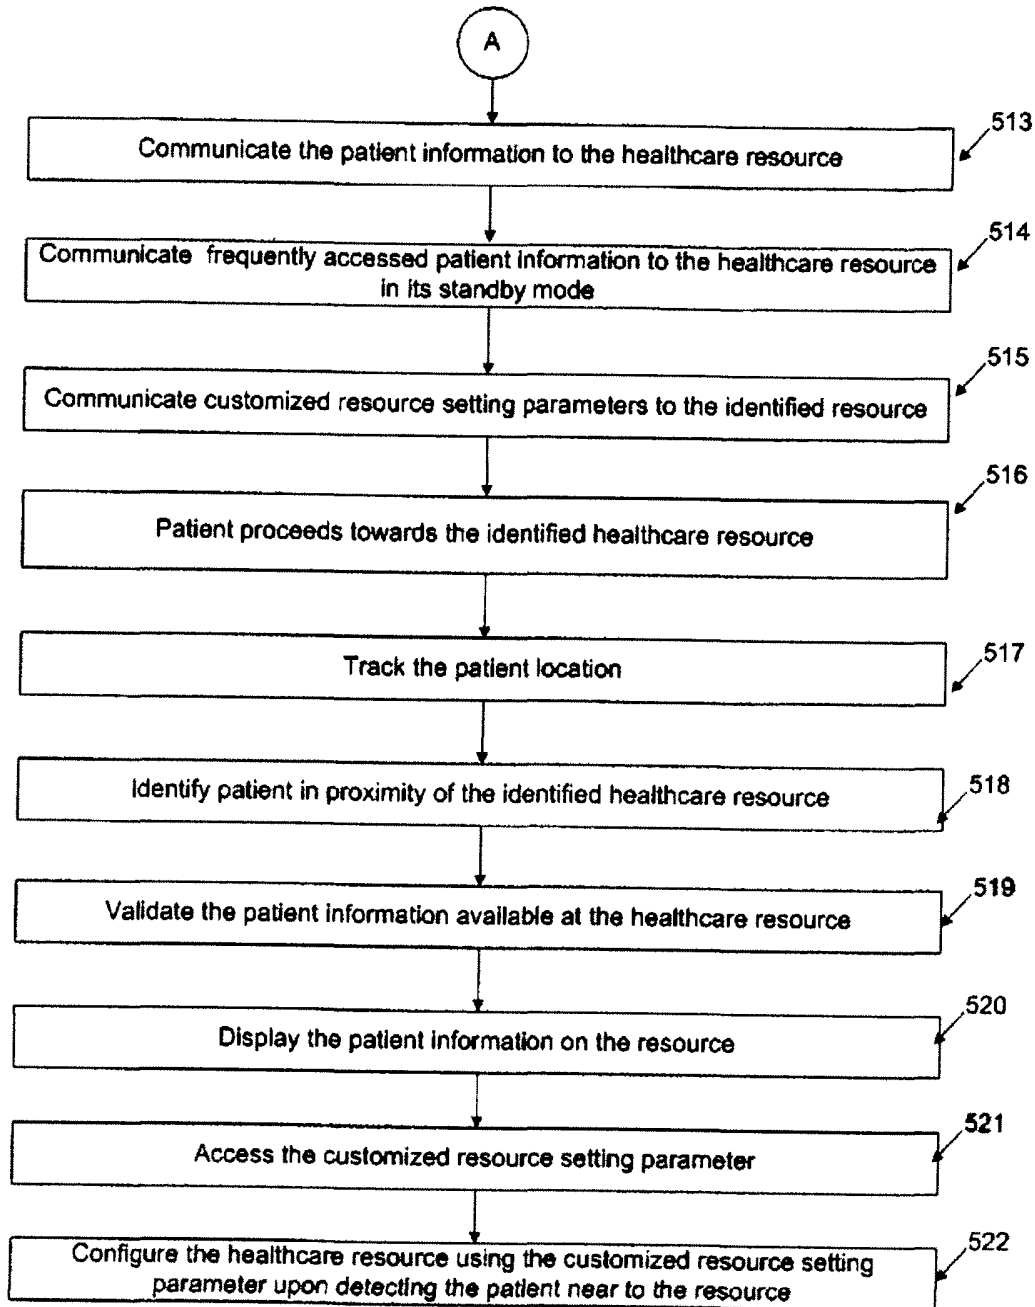 A
513
Communicate the patient information to the healthcare resource
514
Communicate frequently accessed patient information to the healthcare resource
in its standby mode
515
Communicate customized resource setting parameters to the identified resource
516
Patient proceeds towards the identified healthcare resource
517
Track the patient location
518
Identify patient in proximity of the identified healthcare resource
519
Validate the patient information available at the healthcare resource
520
Display the patient information on the resource
521
Access the customized resource setting parameter
522
Configure the healthcare resource using the customized resource setting
parameter upon detecting the patient near to the resource